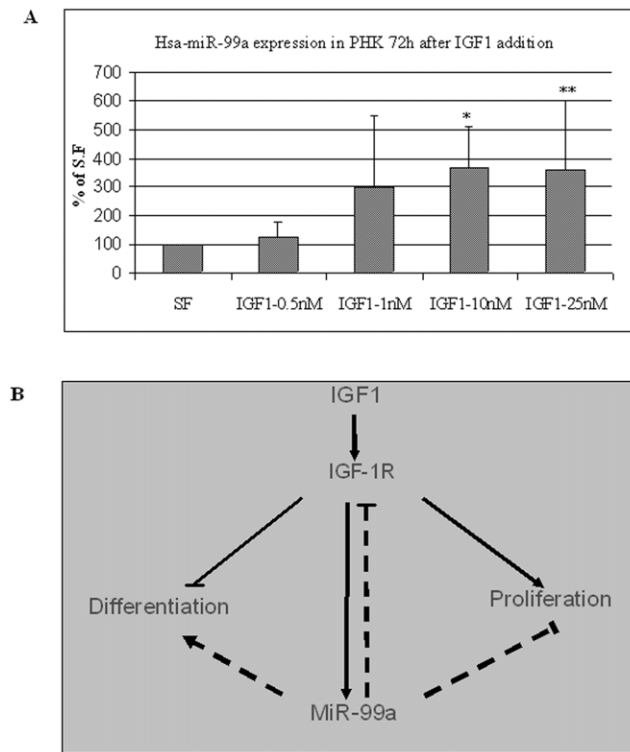 A
Hsa-miR-99a expression in PHK 72h after IGF1 addition
% of S.F
700
600
500
400
300
200
100
0
*
**
SF IGF1-0.5nM IGF1-1nM IGF1-10nM IGF1-25nM
B
IGF1
IGF-1R
Differentiation
Proliferation
MiR-99a